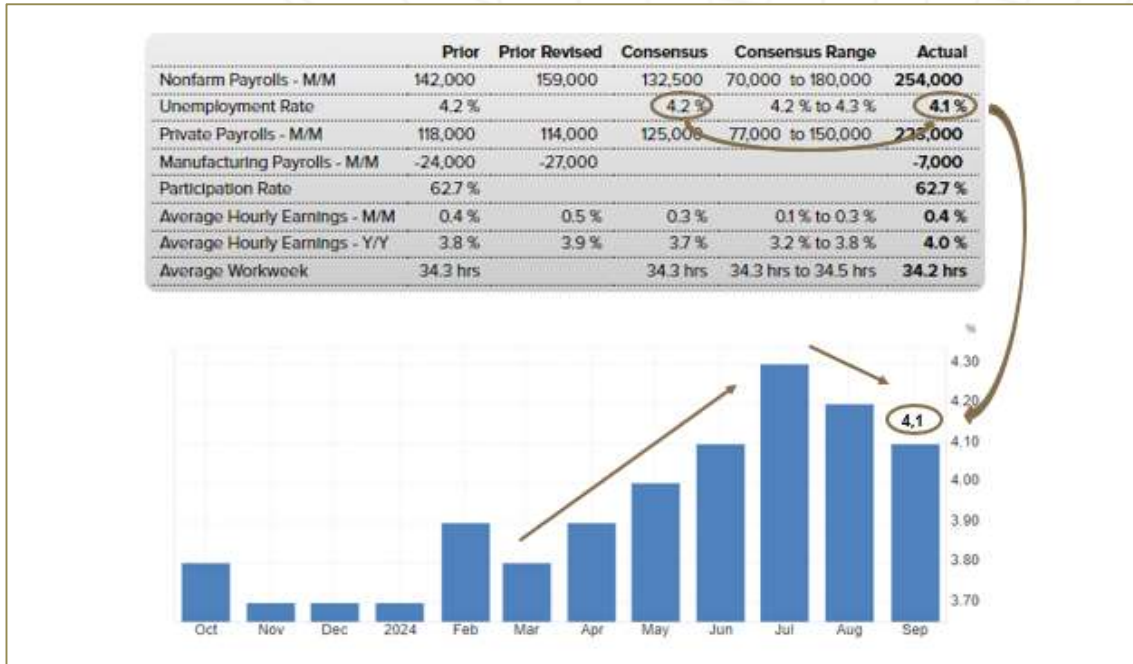 Prior Prior Revised Consensus Consensus Range Actual
Nonfarm Payrolls - M/M 142,000 159,000 132,500 70,000 to 180,000 254,000
Unemployment Rate 4.2 % 4.2 % 4.2 % to 4.3 % 4.1 %
Private Payrolls - M/M 118,000 114,000 125,000 77,000 to 150,000 223,000
Manufacturing Payrolls - M/M -24,000 -27,000 -7,000
Participation Rate 62.7 % 62.7 %
Average Hourly Earnings - M/M 0.4 % 0.5 % 0.3 % 0.1 % to 0.3 % 0.4 %
Average Hourly Earnings - Y/Y 3.8 % 3.9 % 3.7 % 3.2 % to 3.8 % 4.0 %
Average Workweek 34.3 hrs 34.3 hrs 34.3 hrs to 34.5 hrs 34.2 hrs
%
4.30
4.20
4,1
4,10
4.00
3.90
3.80
3.70
Oct Nov Dec 2024 Feb Mar Apr May Jun Jul Aug Sep